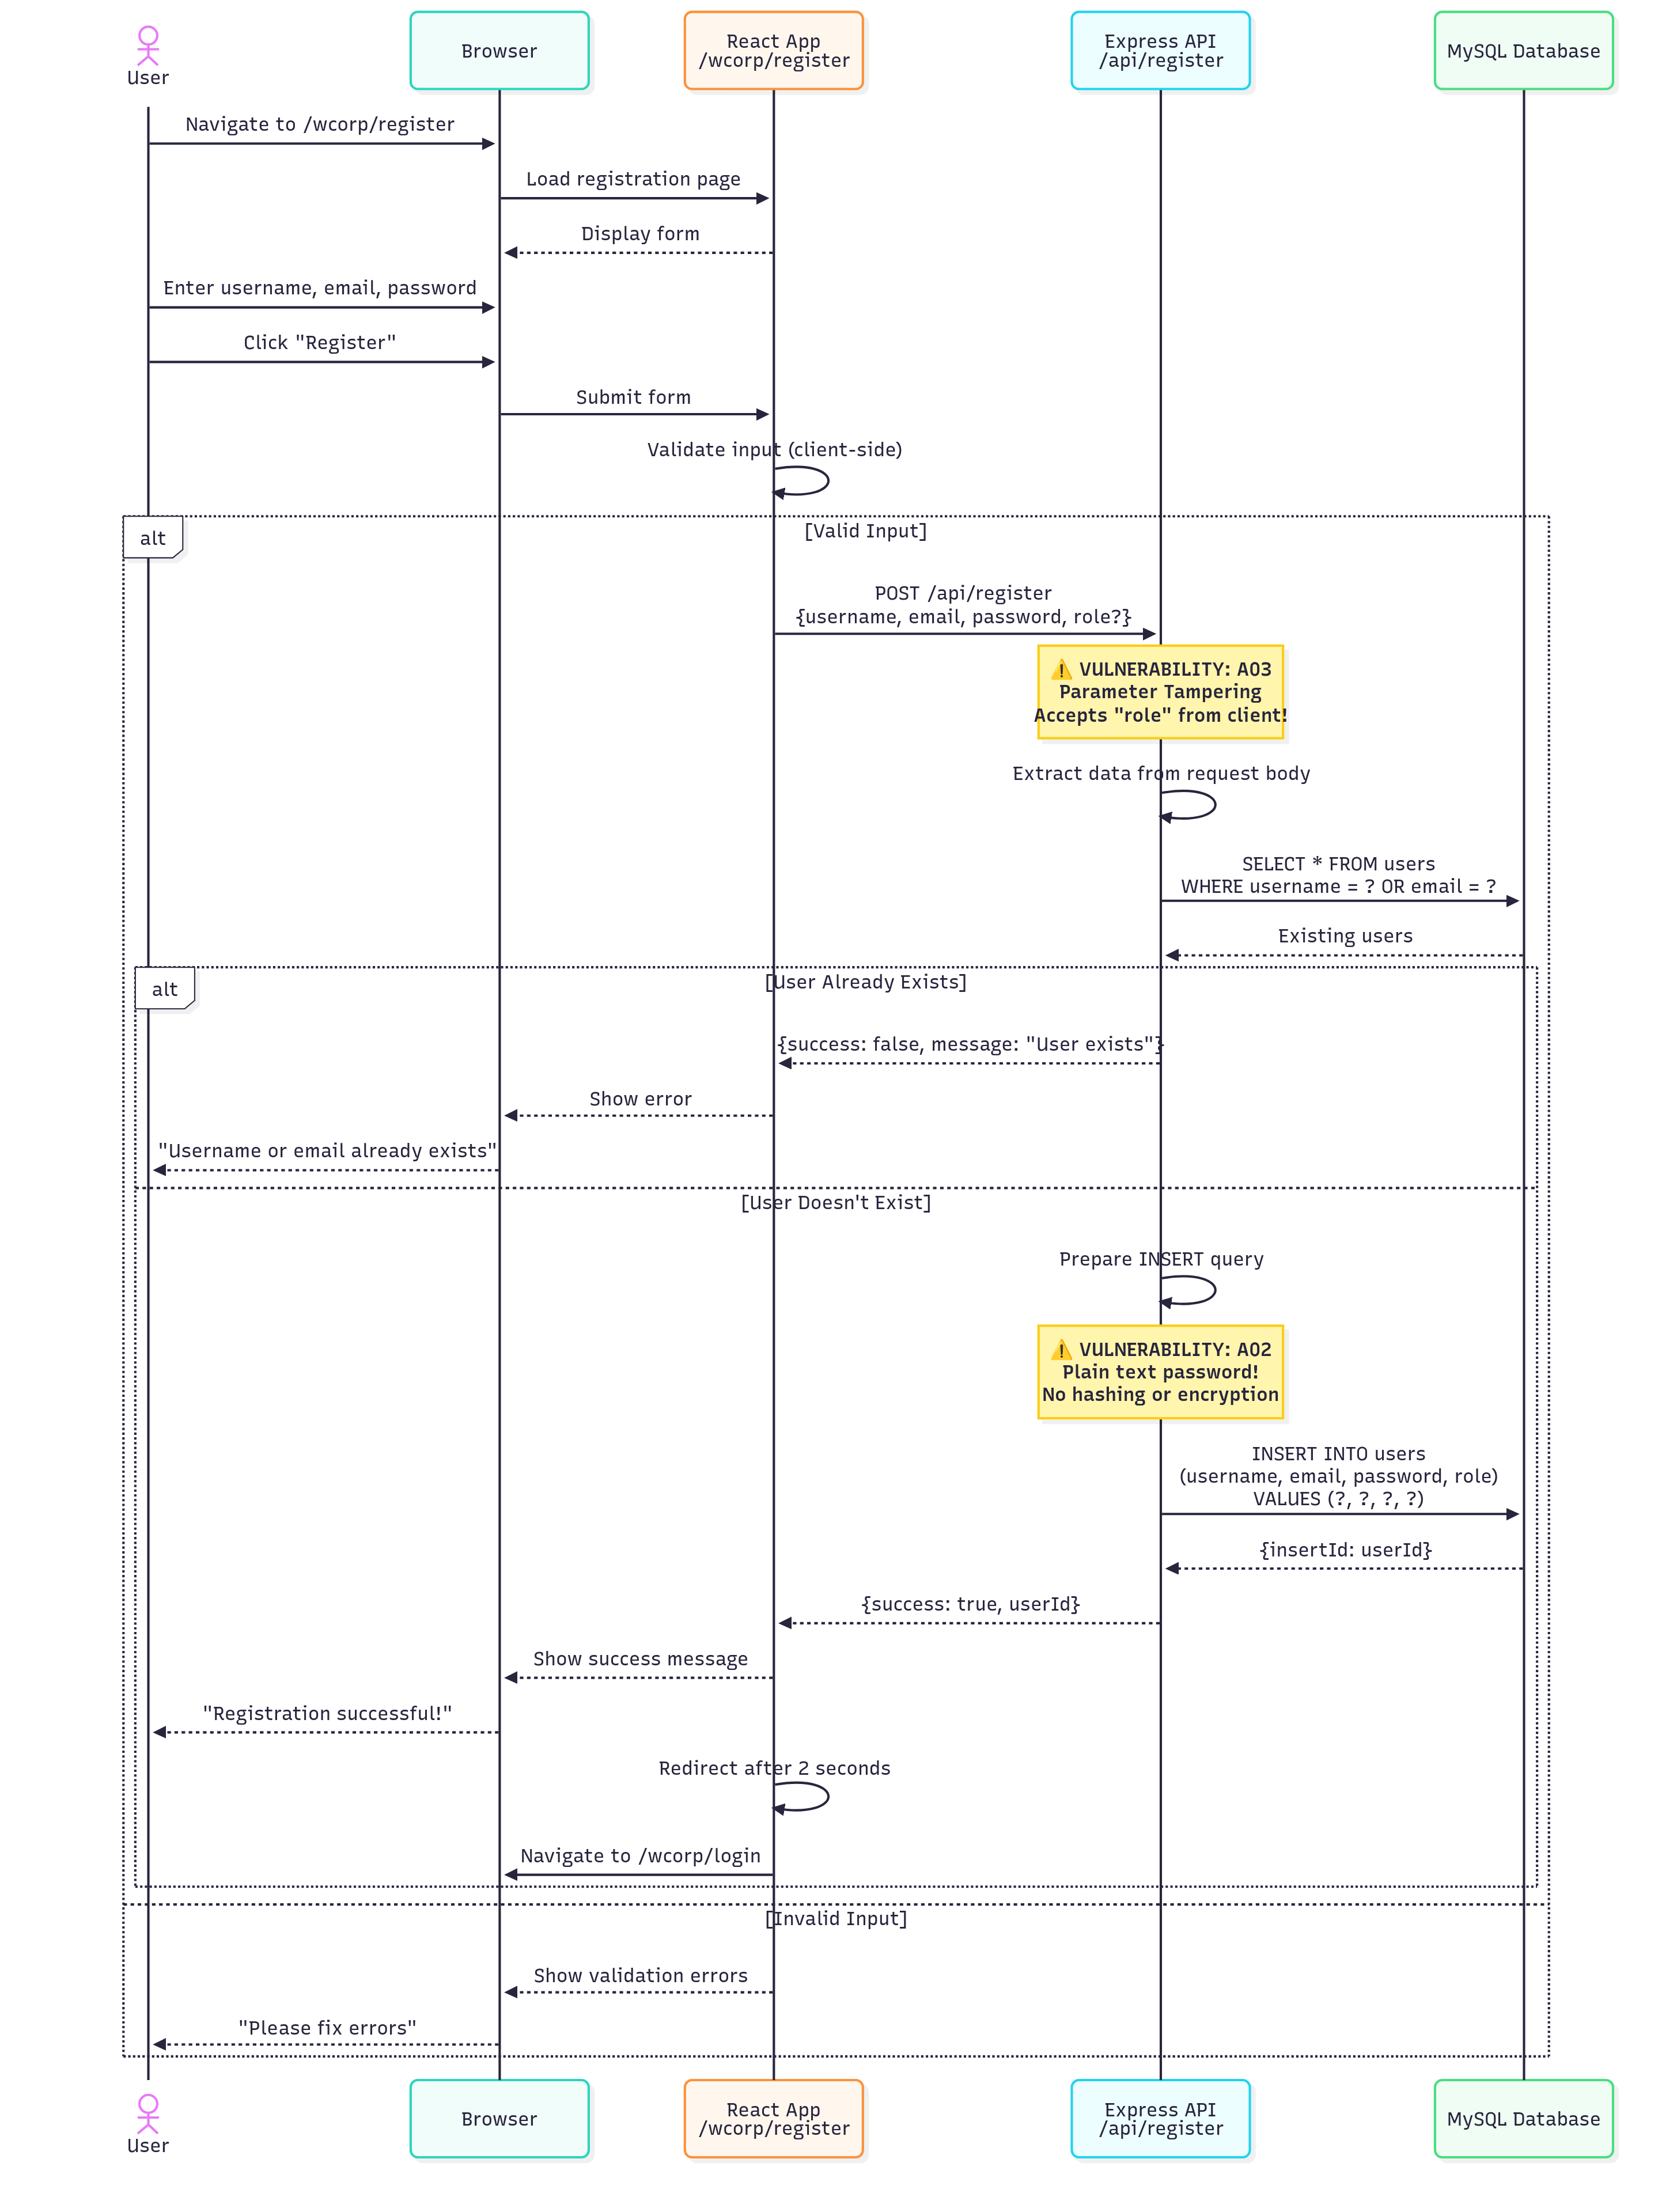 User
Browser
React App
/wcorp/register
Express API
/api/register
MySQL Database
Navigate to /wcorp/register
Load registration page
Display form
Enter username, email, password
Click "Register"
Submit form
Validate input (client-side)
alt
[Valid Input]
POST /api/register
{username, email, password, role?}
⚠️ VULNERABILITY: A03
Parameter Tampering
Accepts "role" from client!
Extract data from request body
SELECT * FROM users
WHERE username = ? OR email = ?
Existing users
alt
[User Already Exists]
{success: false, message: "User exists"}
Show error
"Username or email already exists"
[User Doesn't Exist]
Prepare INSERT query
⚠️ VULNERABILITY: A02
Plain text password!
No hashing or encryption
INSERT INTO users
(username, email, password, role)
VALUES (?, ?, ?, ?)
{insertId: userId}
{success: true, userId}
Show success message
"Registration successful!"
Redirect after 2 seconds
Navigate to /wcorp/login
[Invalid Input]
Show validation errors
"Please fix errors"
User
Browser
React App
/wcorp/register
Express API
/api/register
MySQL Database